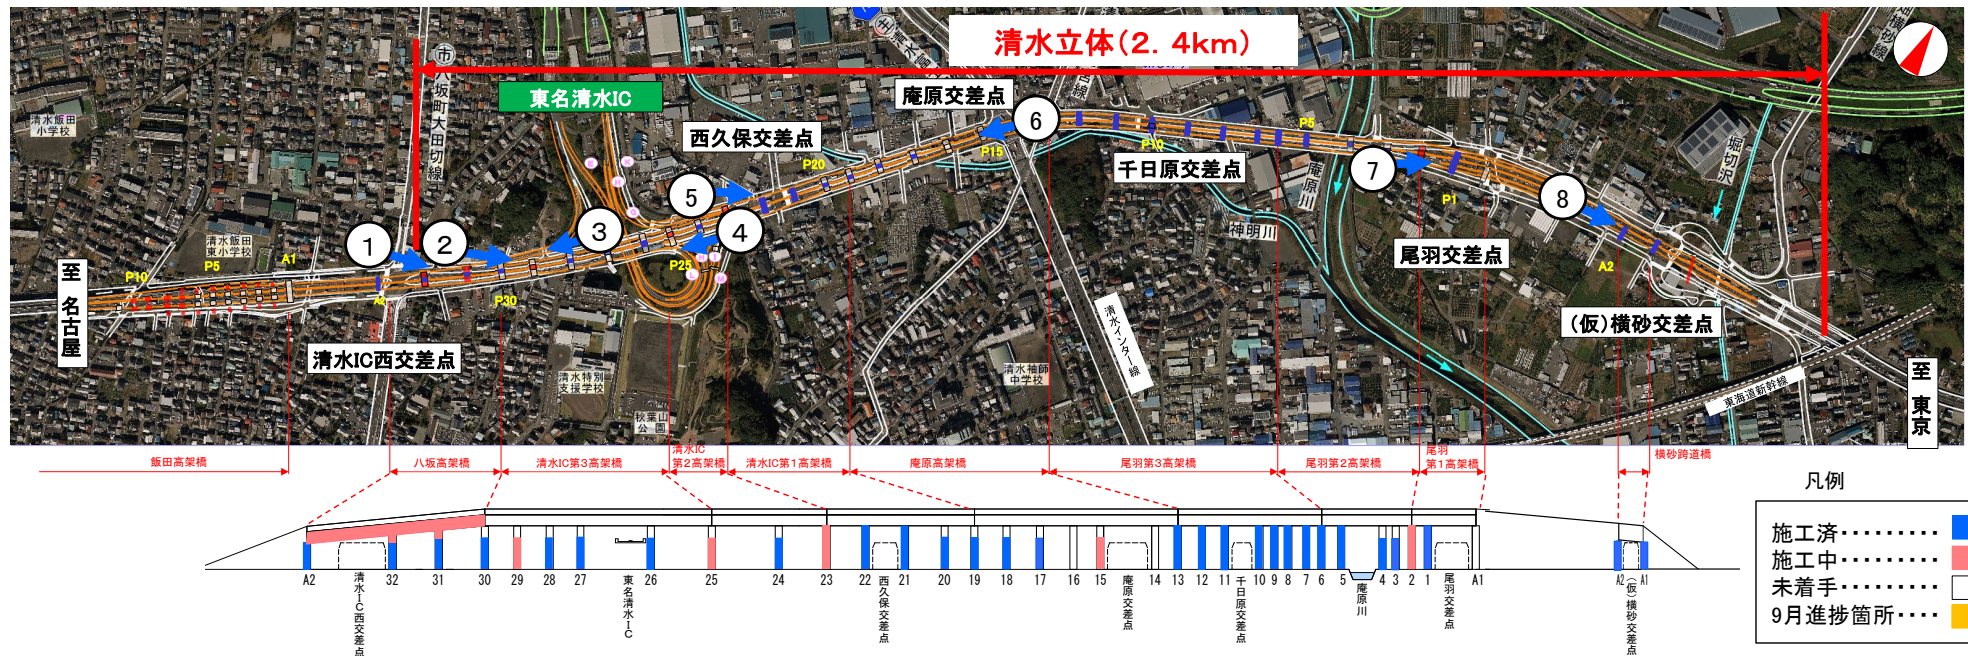 清水立体(2.4km)
市
八坂町大田切線
東名清水IC
庵原交差点
西久保交差点
千日原交差点
尾羽交差点
(仮)横砂交差点
清水IC西交差点
清水飯田
小学校
清水飯田
東小学校
清水特別
支援学校
秋葉山
公園
清水袖師
中学校
清水インター線
神明川
庵原川
堀切沢
東海道新幹線
至 名古屋
至 東京
1
2
3
4
5
6
7
8
P10
P5
A1
A2
P30
P25
P20
P15
P10
P5
P1
A2
E
K
H
B
H
I
L
M
飯田高架橋
八坂高架橋
清水IC第3高架橋
清水IC
第2高架橋
清水IC第1高架橋
庵原高架橋
尾羽第3高架橋
尾羽第2高架橋
尾羽
第1高架橋
横砂跨道橋
A2
32
31
30
29
28
27
26
25
24
23
22
21
20
19
18
17
16
15
14
13
12
11
10
9
8
7
6
5
4
3
2
1
A1
A2
A1
清水IC西交差点
東名清水IC
西久保交差点
庵原交差点
千日原交差点
庵原川
尾羽交差点
(仮)横砂交差点
凡例
施工済·········
施工中·········
未着手·········
9月進捗箇所····